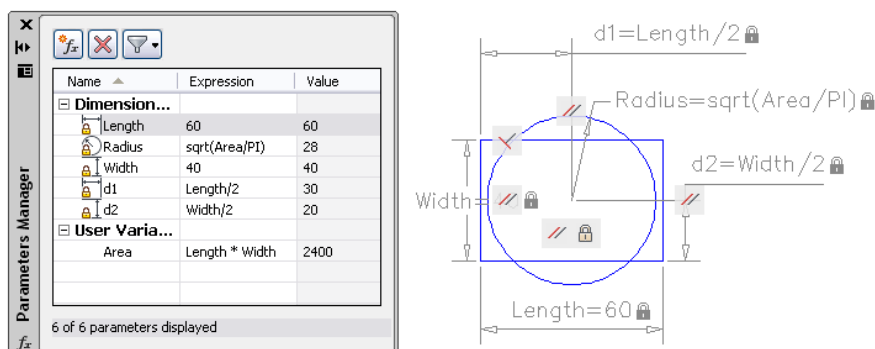 Parameters Manager
fx
Name Expression Value
Dimension...
Length 60 60
Radius sqrt(Area/PI) 28
Width 40 40
d1 Length/2 30
d2 Width/2 20
User Varia...
Area Length * Width 2400
6 of 6 parameters displayed
fx
d1=Length/2
Radius=sqrt(Area/PI)
d2=Width/2
Width=
Length=60